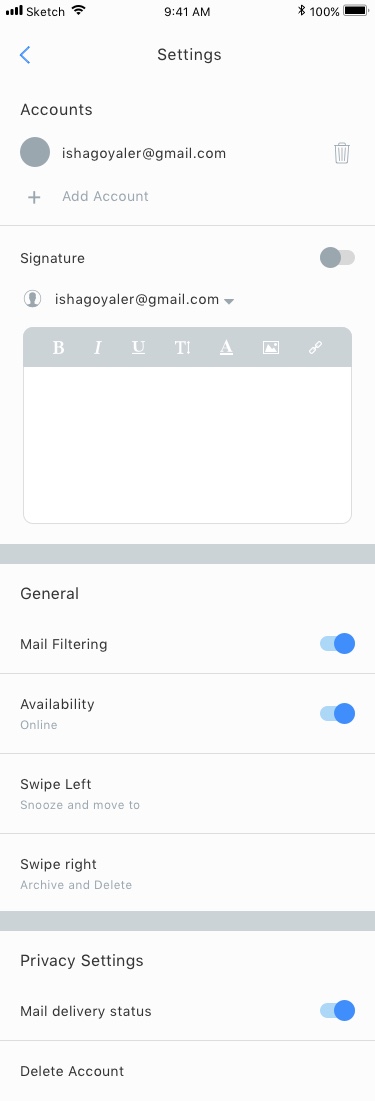 Sketch 9:41 AM 100%
Settings
Accounts
ishagoyaler@gmail.com
+ Add Account
Signature
ishagoyaler@gmail.com
B I U T! A
General
Mail Filtering
Availability
Online
Swipe Left
Snooze and move to
Swipe right
Archive and Delete
Privacy Settings
Mail delivery status
Delete Account